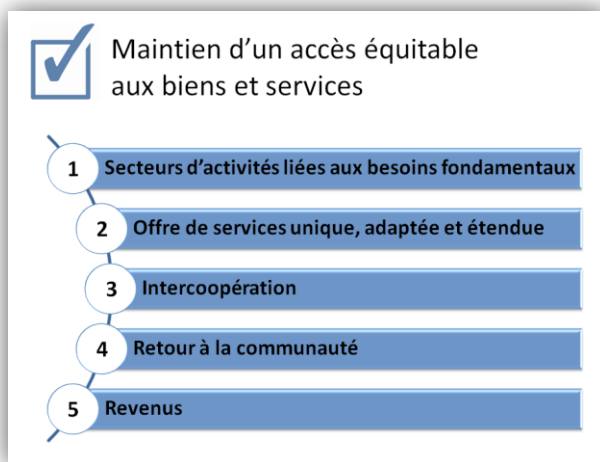 Maintien d’un accès équitable
aux biens et services
1 Secteurs d’activités liées aux besoins fondamentaux
2 Offre de services unique, adaptée et étendue
3 Intercoopération
4 Retour à la communauté
5 Revenus